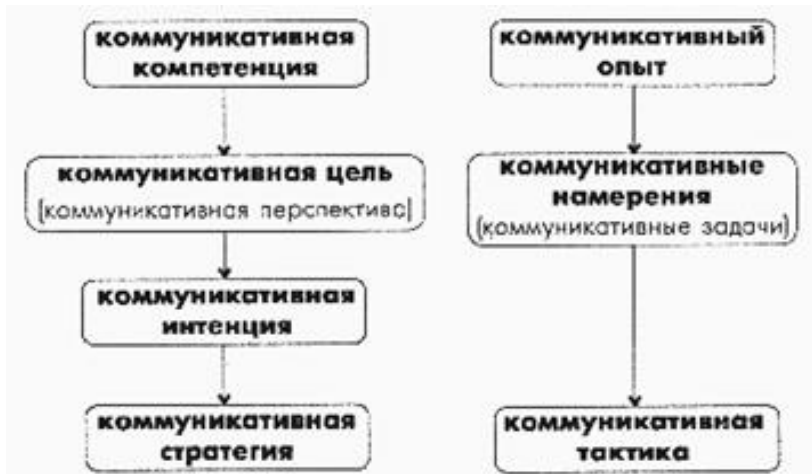 коммуникативная
компетенция
коммуникативный
опыт
коммуникативная цель
(коммуникативная перспектива)
коммуникативные
намерения
(коммуникативные задачи)
коммуникативная
интенция
коммуникативная
стратегия
коммуникативная
тактика